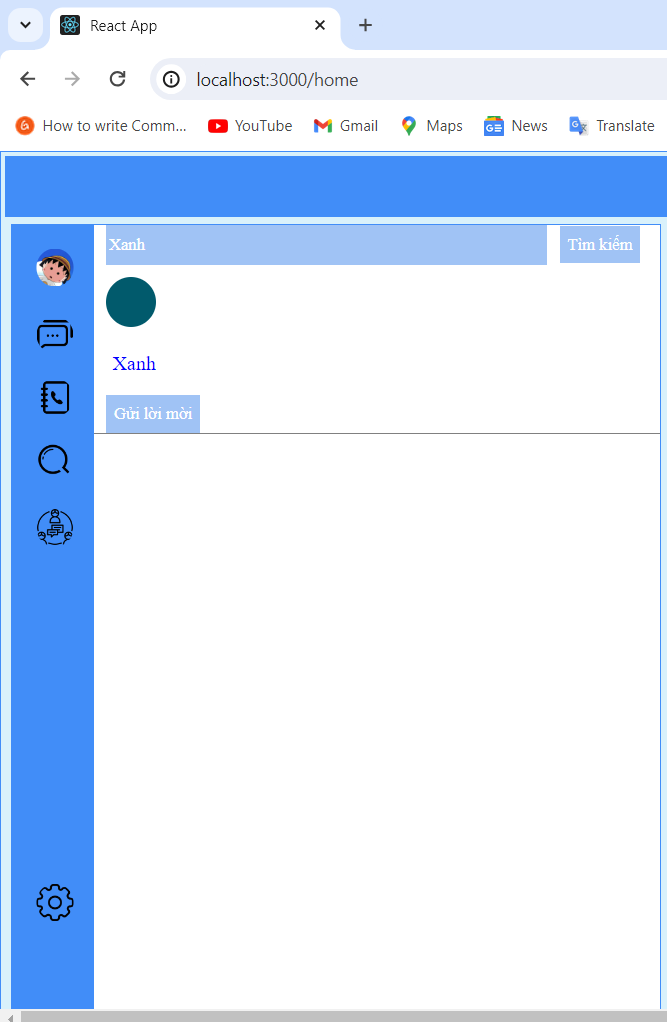 React App
localhost:3000/home
How to write Comm... YouTube Gmail Maps News Translate
Xanh Tìm kiếm
Xanh
Gửi lời mời